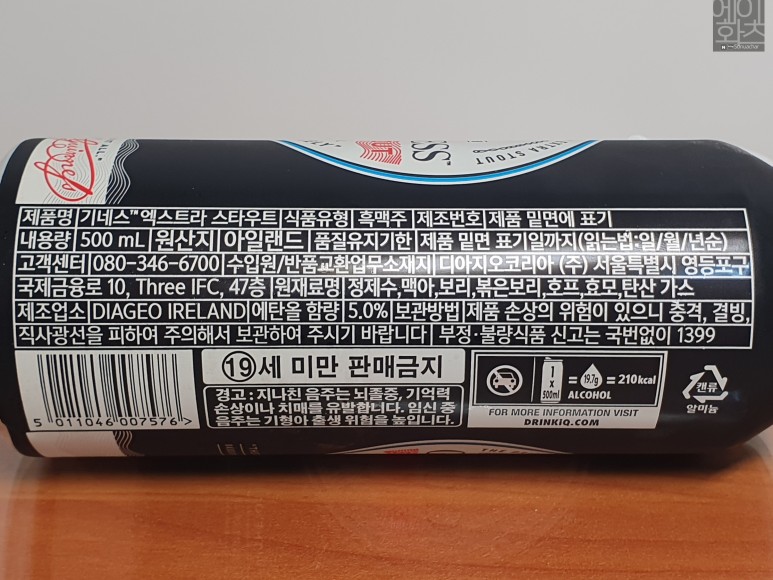 에이
와츠
EXTRA STOUT
제품명 기네스™엑스트라 스타우트 식품유형 흑맥주 제조번호 제품 밑면에 표기
내용량 500 mL 원산지 아일랜드 품질유지기한 제품 밑면 표기일까지(읽는법:일/월/년순)
고객센터 080-346-6700 수입원/반품교환업무소재지 디아지오코리아 (주) 서울특별시 영등포구
국제금융로 10, Three IFC, 47층 원재료명 정제수,맥아,보리,볶은보리,호프,효모,탄산 가스
제조업소 DIAGEO IRELAND 에탄올 함량 5.0% 보관방법 제품 손상의 위험이 있으니 충격, 결빙,
직사광선을 피하여 주의해서 보관하여 주시기 바랍니다 부정·불량식품 신고는 국번없이 1399
19세 미만 판매금지
경고 : 지나친 음주는 뇌졸중, 기억력
손상이나 치매를 유발합니다. 임신 중
음주는 기형아 출생 위험을 높입니다.
1 x 500ml = 19.7g ALCOHOL = 210kcal
FOR MORE INFORMATION VISIT
DRINKiQ.COM
캔류
알미늄
5 011046 007576 >